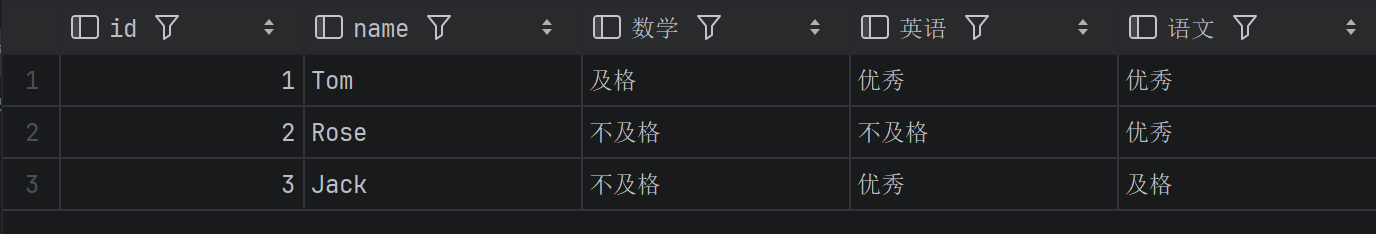 id name 数学 英语 语文
1 1 Tom 及格 优秀 优秀
2 2 Rose 不及格 不及格 优秀
3 3 Jack 不及格 优秀 及格